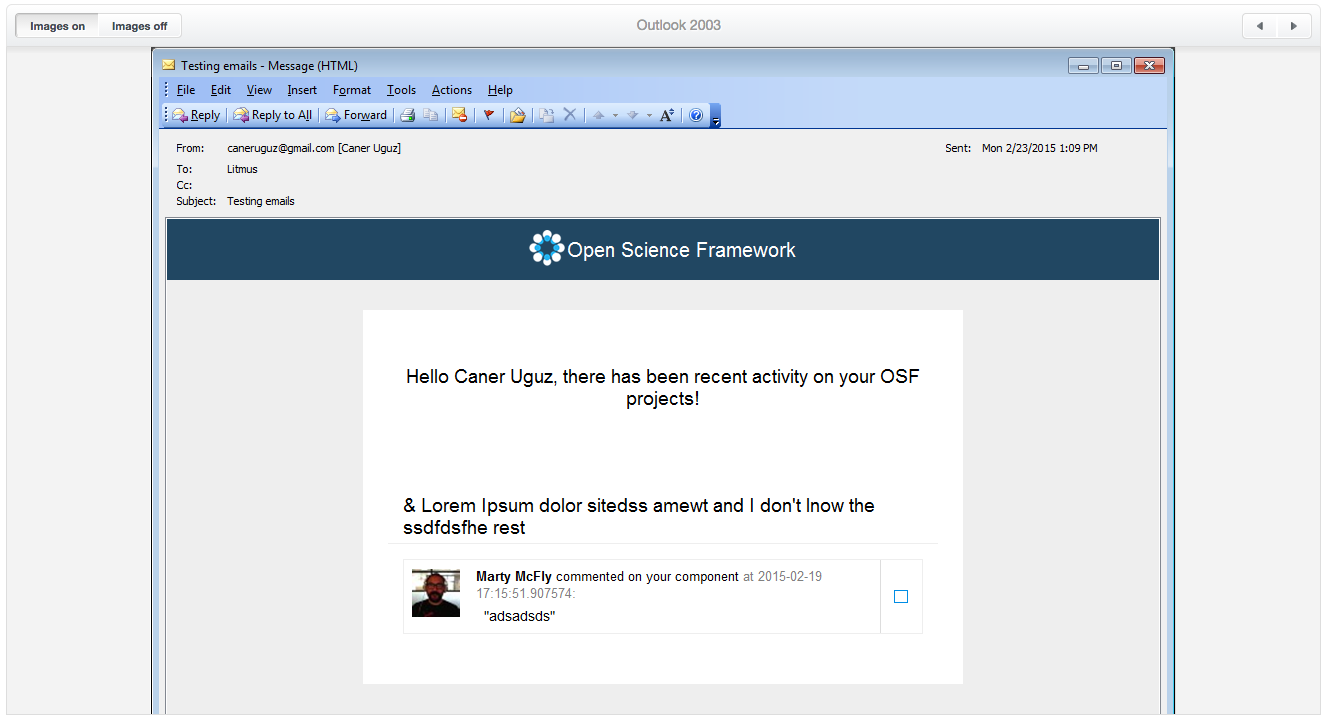 Images on Images off Outlook 2003
Testing emails - Message (HTML)
File Edit View Insert Format Tools Actions Help
Reply Reply to All Forward
From: caneruguz@gmail.com [Caner Uguz] Sent: Mon 2/23/2015 1:09 PM
To: Litmus
Cc:
Subject: Testing emails
Open Science Framework
Hello Caner Uguz, there has been recent activity on your OSF
projects!
& Lorem Ipsum dolor sitedss amewt and I don't lnow the
ssdfdsfhe rest
Marty McFly commented on your component at 2015-02-19
17:15:51.907574:
"adsadsds"